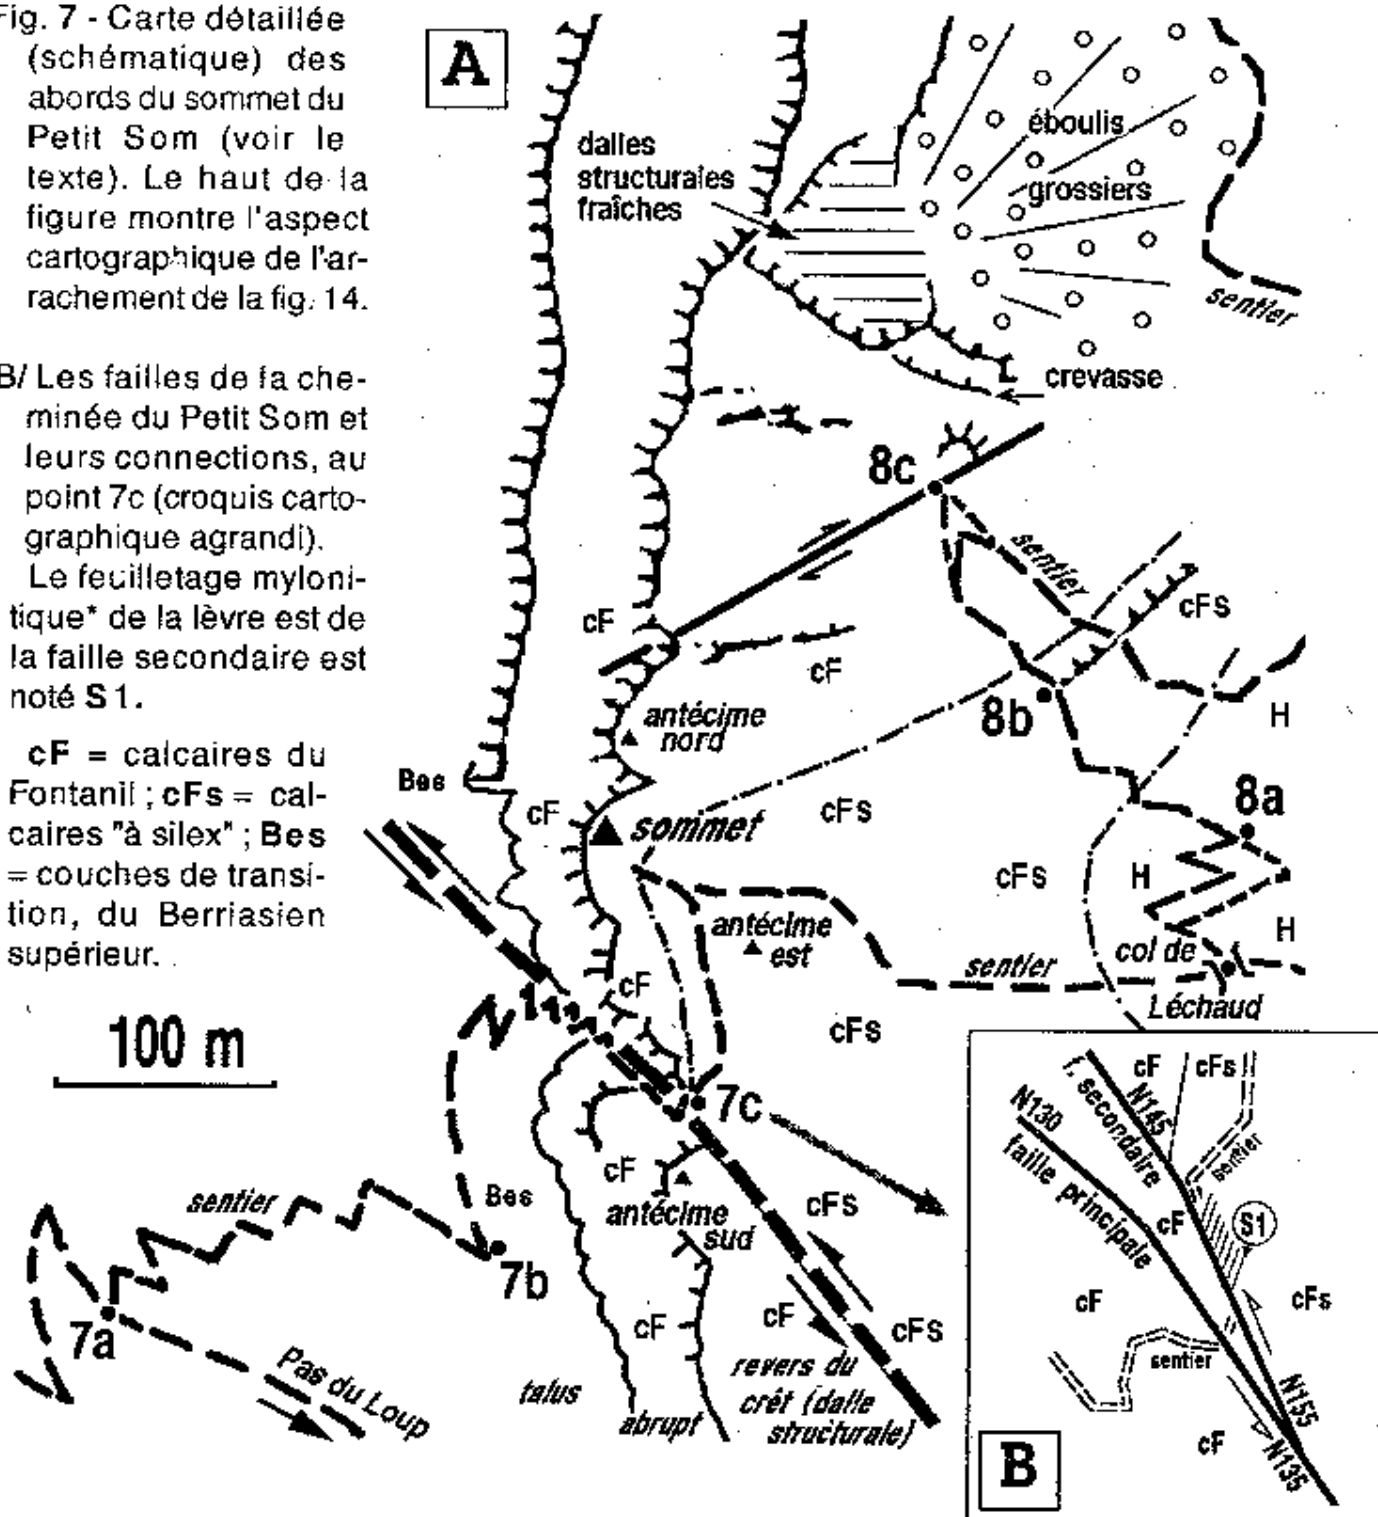 Fig. 7 - Carte détaillée
(schématique) des
abords du sommet du
Petit Som (voir le
texte). Le haut de la
figure montre l'aspect
cartographique de l'ar-
rachement de la fig. 14.
B/ Les failles de la che-
minée du Petit Som et
leurs connections, au
point 7c (croquis carto-
graphique agrandi).
Le feuilletage myloni-
tique* de la lèvre est de
la faille secondaire est
noté S1.
cF = calcaires du
Fontanil ; cFs = cal-
caires "à silex" ; Bes
= couches de transi-
tion, du Berriasien
supérieur.
100 m
A
dalles
structurales
fraîches
éboulis
grossiers
sentier
crevasse
8c
sentier
cFs
cF
cF
8b
H
antécime
nord
Bes
cF
sommet
cFs
8a
cFs
H
antécime
est
sentier
col de
Léchaud
H
cF
cFs
7c
cF
Bes
antécime
sud
cFs
sentier
7b
7a
Pas du Loup
cF
cF
cFs
talus
abrupt
revers du
crêt (dalle
structurale)
cF
cFs
N130
N145
f. secondaire
faille principale
sentier
cF
S1
cF
cFs
sentier
N155
N135
cF
B